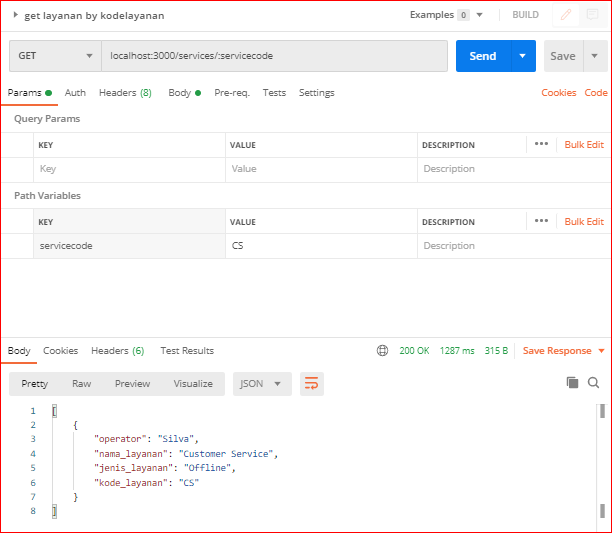 get layanan by kodelayanan Examples 0 BUILD
GET localhost:3000/services/:servicecode Send Save
Params Auth Headers (8) Body Pre-req. Tests Settings Cookies Code
Query Params
KEY VALUE DESCRIPTION ••• Bulk Edit
Key Value Description
Path Variables
KEY VALUE DESCRIPTION ••• Bulk Edit
servicecode CS Description
Body Cookies Headers (6) Test Results 200 OK 1287 ms 315 B Save Response
Pretty Raw Preview Visualize JSON
1 [
2 {
3 "operator": "Silva",
4 "nama_layanan": "Customer Service",
5 "jenis_layanan": "Offline",
6 "kode_layanan": "CS"
7 }
8 ]